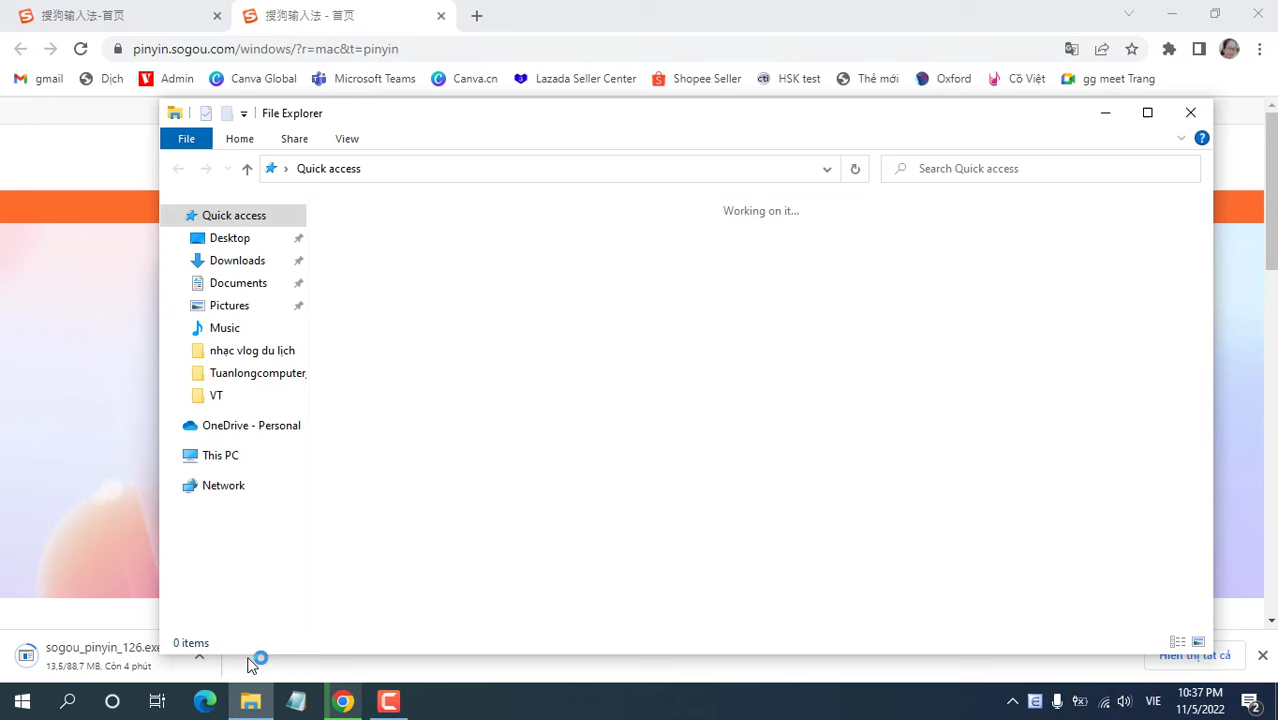 搜狗输入法-首页
搜狗输入法 - 首页
pinyin.sogou.com/windows/?r=mac&t=pinyin
gmail
Dịch
Admin
Canva Global
Microsoft Teams
Canva.cn
Lazada Seller Center
Shopee Seller
HSK test
Thẻ mới
Oxford
Cô Việt
gg meet Trang
File Explorer
File
Home
Share
View
Quick access
Search Quick access
Working on it...
Quick access
Desktop
Downloads
Documents
Pictures
Music
nhạc vlog du lịch
Tuanlongcomputer_
VT
OneDrive - Personal
This PC
Network
0 items
sogou_pinyin_126.exe
13,5/88,7 MB, Còn 4 phút
Hiển thị tất cả
VIE
10:37 PM
11/5/2022
2